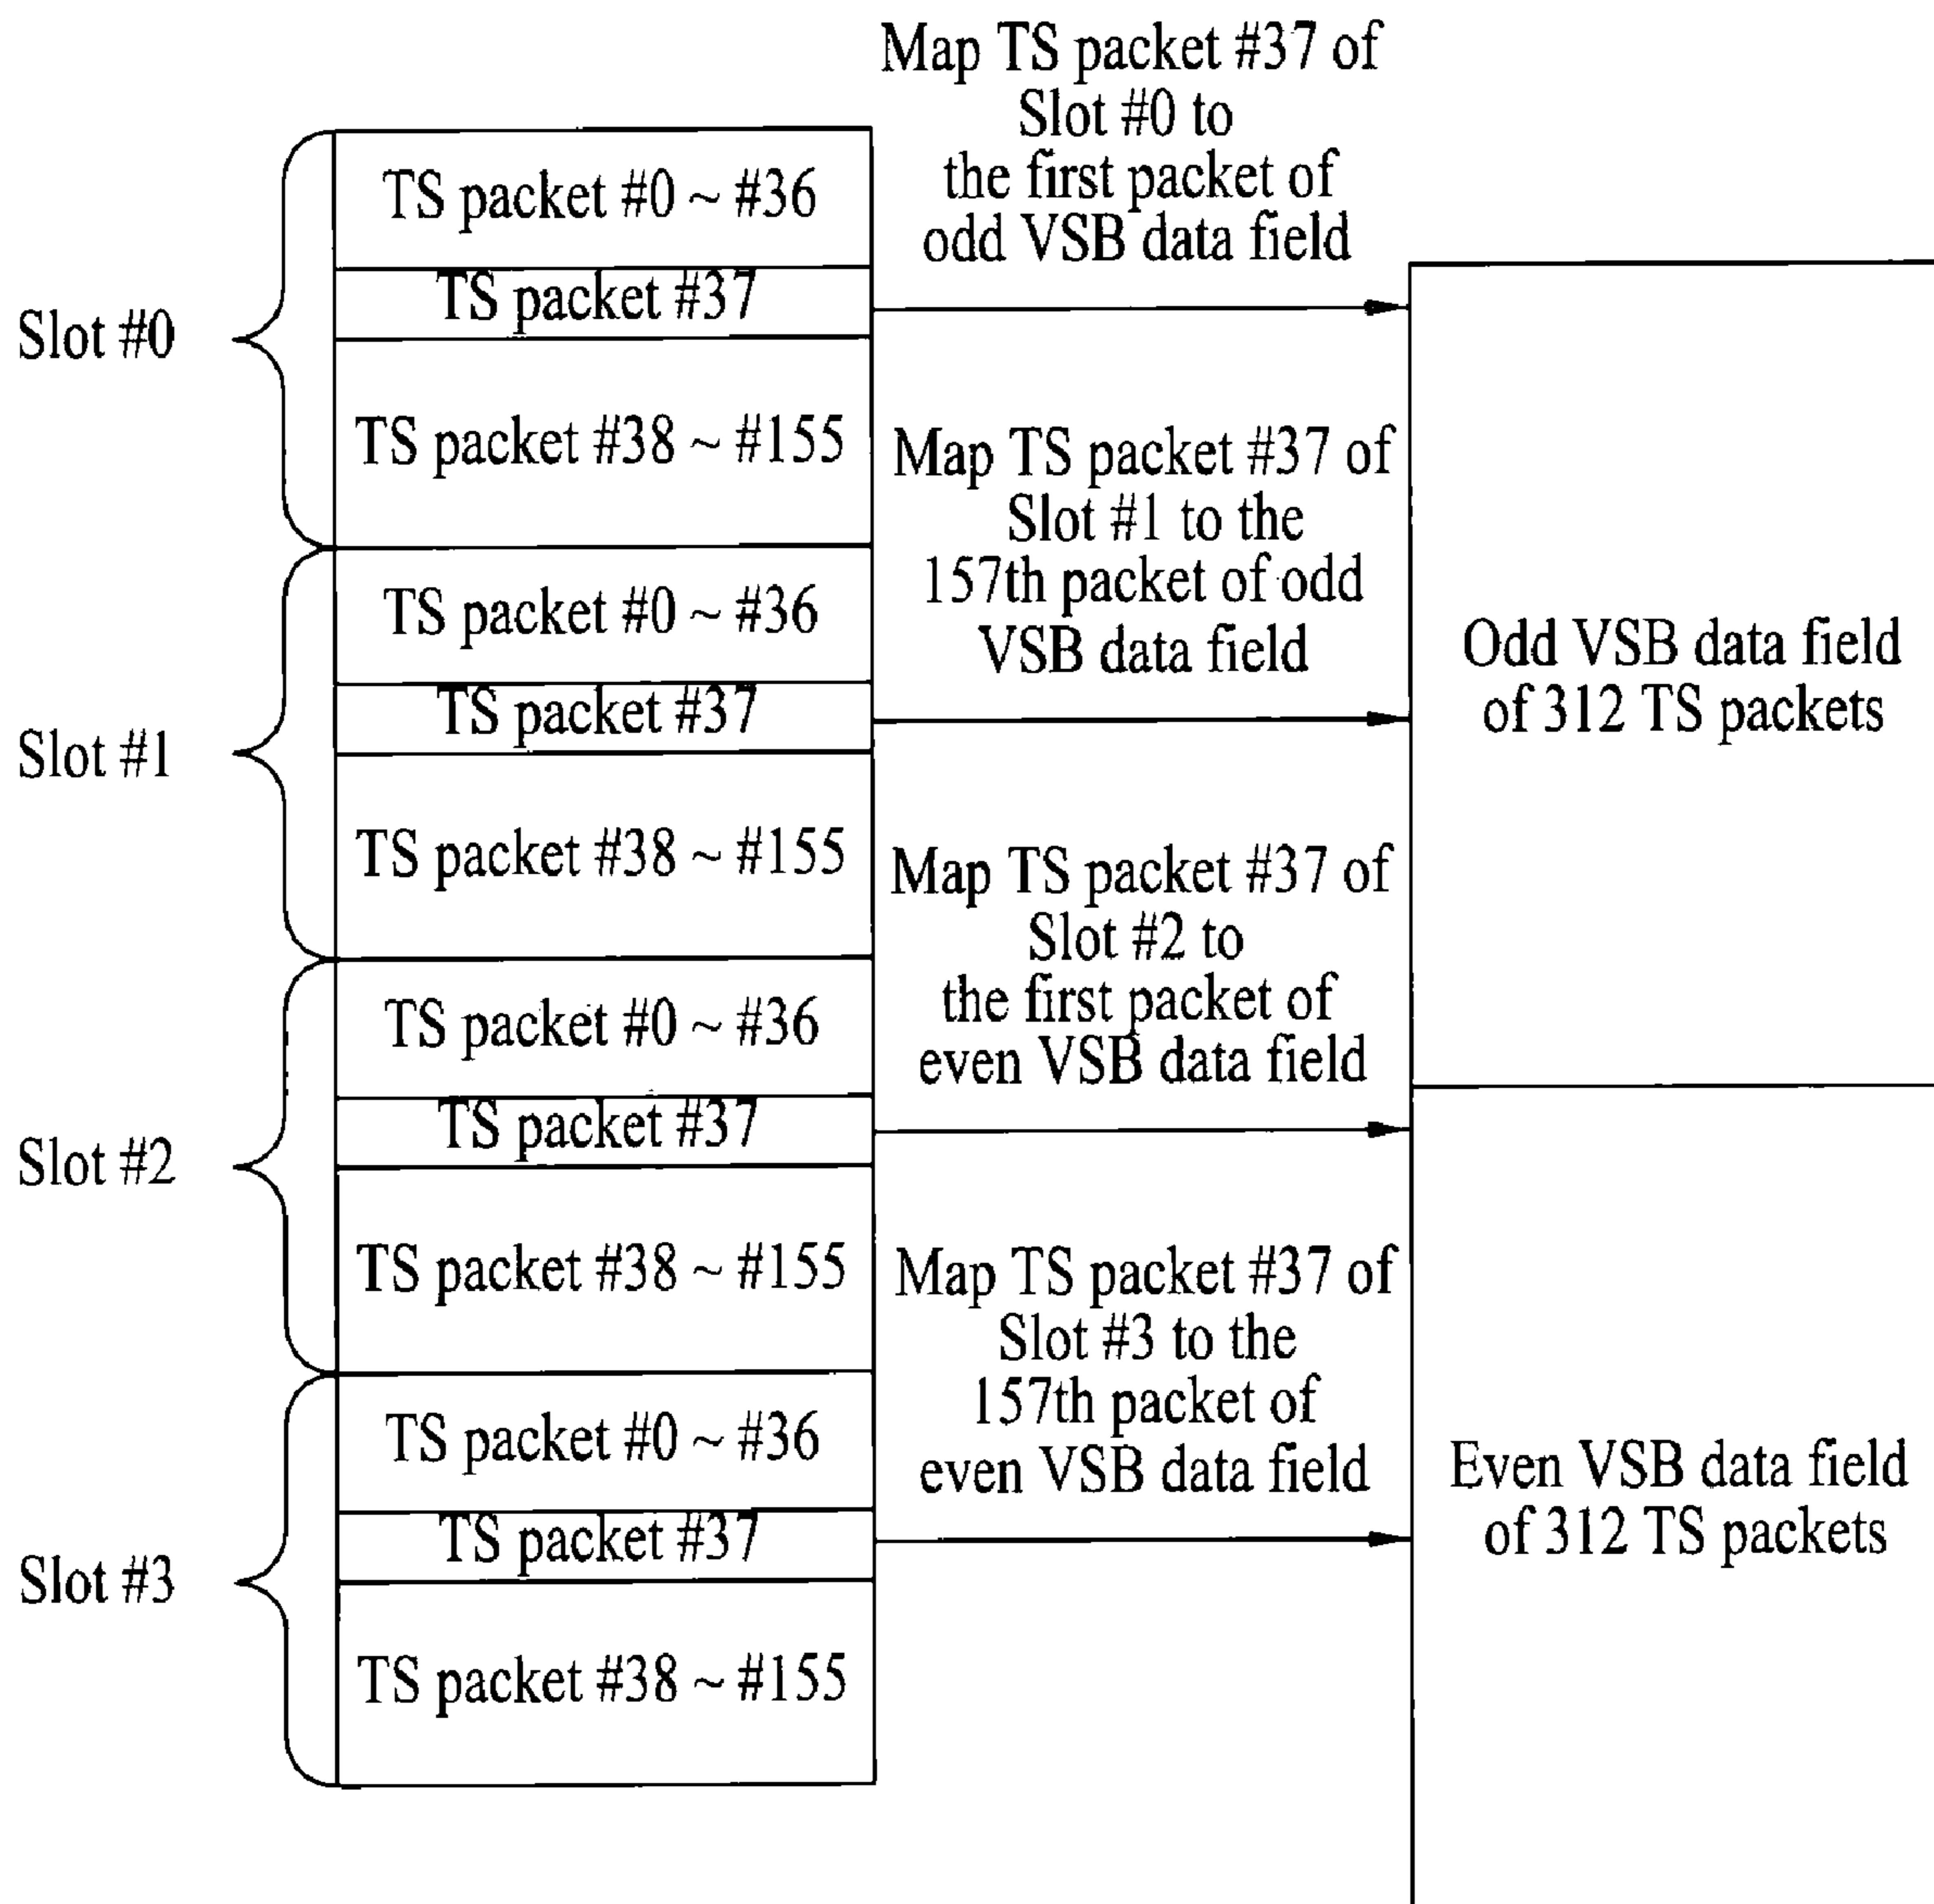 Slot #0
TS packet #0 ~ #36
TS packet #37
TS packet #38 ~ #155
Slot #1
TS packet #0 ~ #36
TS packet #37
TS packet #38 ~ #155
Slot #2
TS packet #0 ~ #36
TS packet #37
TS packet #38 ~ #155
Slot #3
TS packet #0 ~ #36
TS packet #37
TS packet #38 ~ #155
Map TS packet #37 of
Slot #0 to
the first packet of
odd VSB data field
Map TS packet #37 of
Slot #1 to the
157th packet of odd
VSB data field
Map TS packet #37 of
Slot #2 to
the first packet of
even VSB data field
Map TS packet #37 of
Slot #3 to the
157th packet of
even VSB data field
Odd VSB data field
of 312 TS packets
Even VSB data field
of 312 TS packets